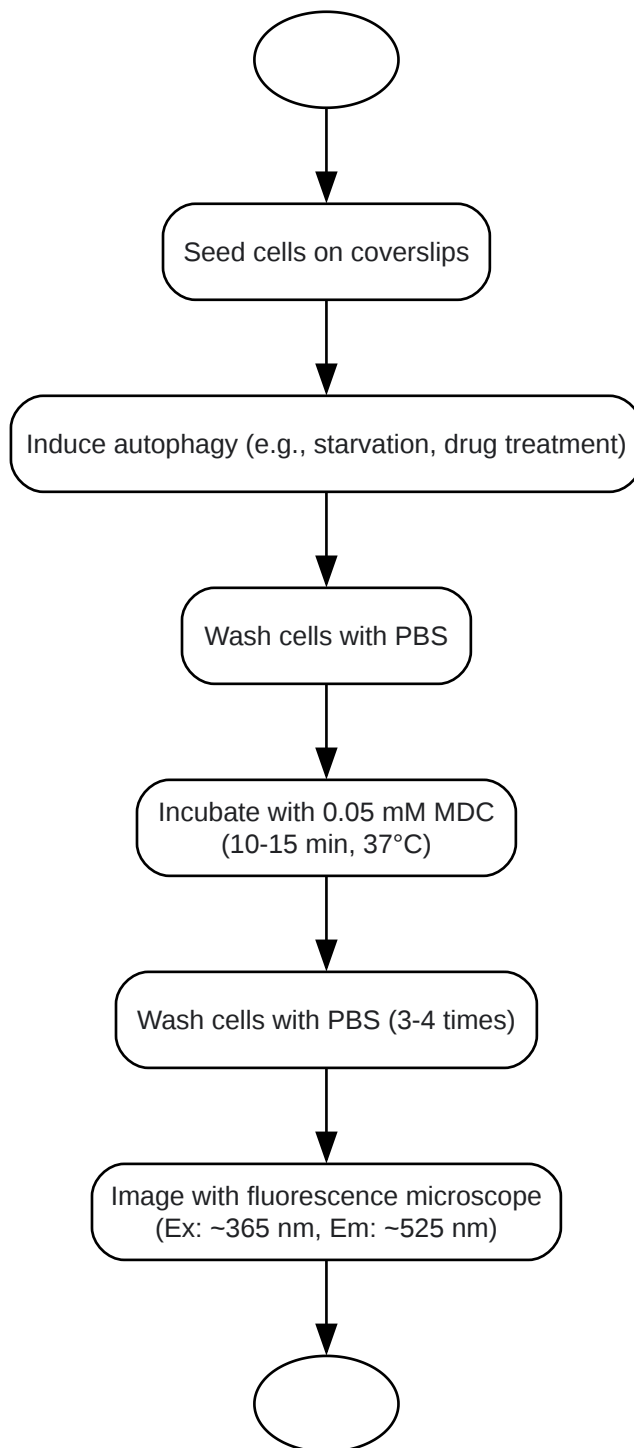 Seed cells on coverslips
Induce autophagy (e.g., starvation, drug treatment)
Wash cells with PBS
Incubate with 0.05 mM MDC
(10-15 min, 37°C)
Wash cells with PBS (3-4 times)
Image with fluorescence microscope
(Ex: ~365 nm, Em: ~525 nm)